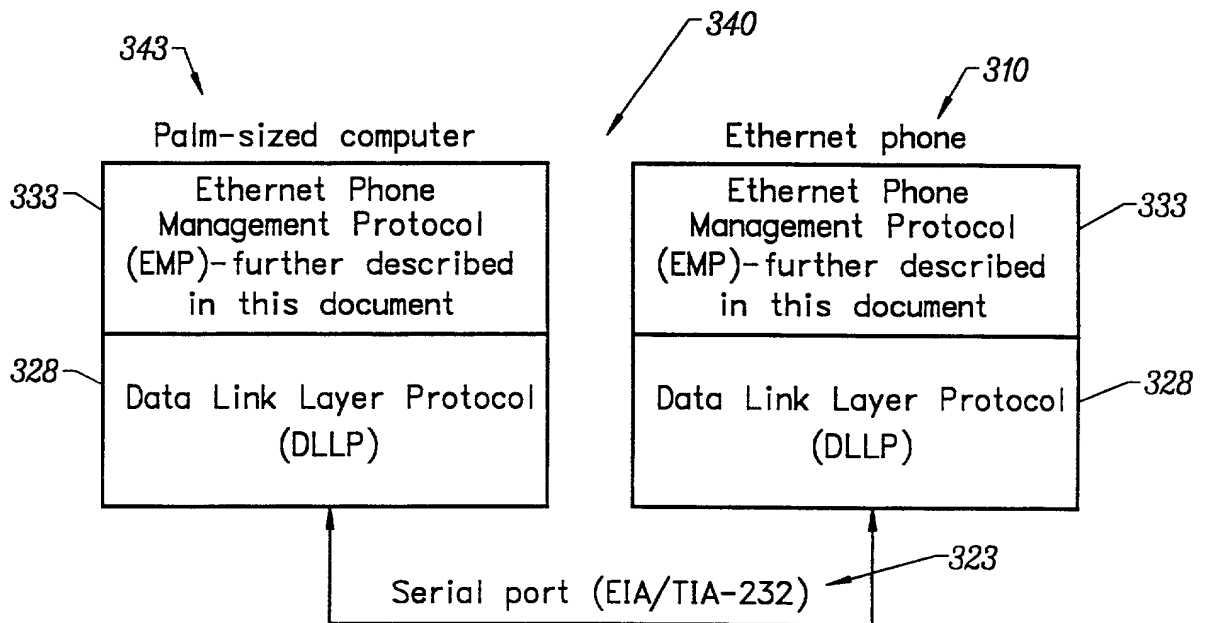 340
343
310
Palm-sized computer
Ethernet phone
333
Ethernet Phone
Management Protocol
(EMP)-further described
in this document
Ethernet Phone
Management Protocol
(EMP)-further described
in this document
333
328
Data Link Layer Protocol
(DLLP)
Data Link Layer Protocol
(DLLP)
328
Serial port (EIA/TIA-232)
323